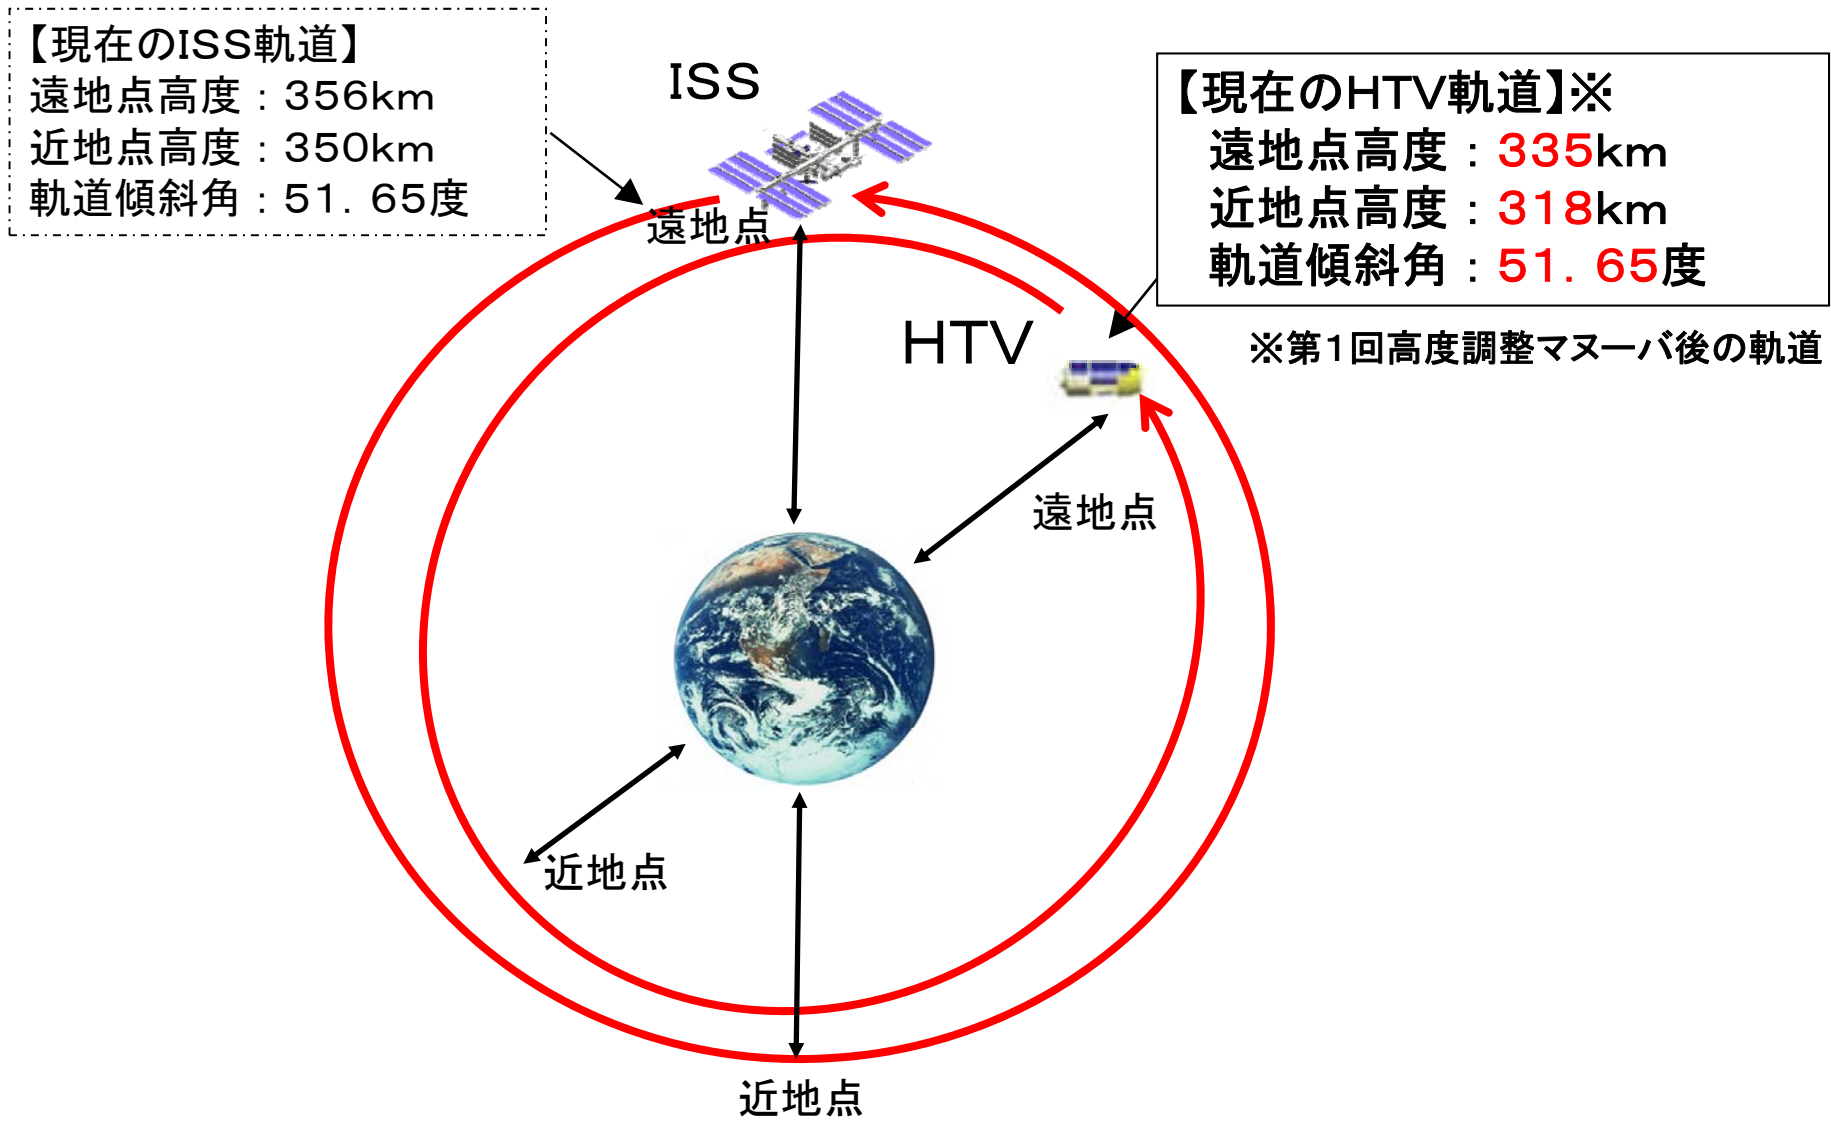 【現在のISS軌道】
遠地点高度：356km
近地点高度：350km
軌道傾斜角：51．65度
ISS
【現在のHTV軌道】※
遠地点高度：335km
近地点高度：318km
軌道傾斜角：51．65度
※第１回高度調整マヌーバ後の軌道
遠地点
HTV
遠地点
近地点
近地点